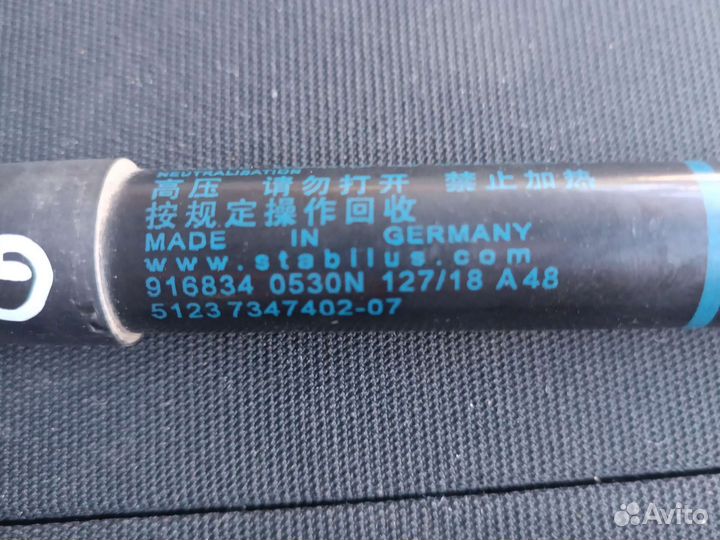 NEUTRALISATION
高压 请勿打开 禁止加热
按规定操作回收
MADE IN GERMANY
www.stabilus.com
916834 0530N 127/18 A48
51237347402-07
Avito